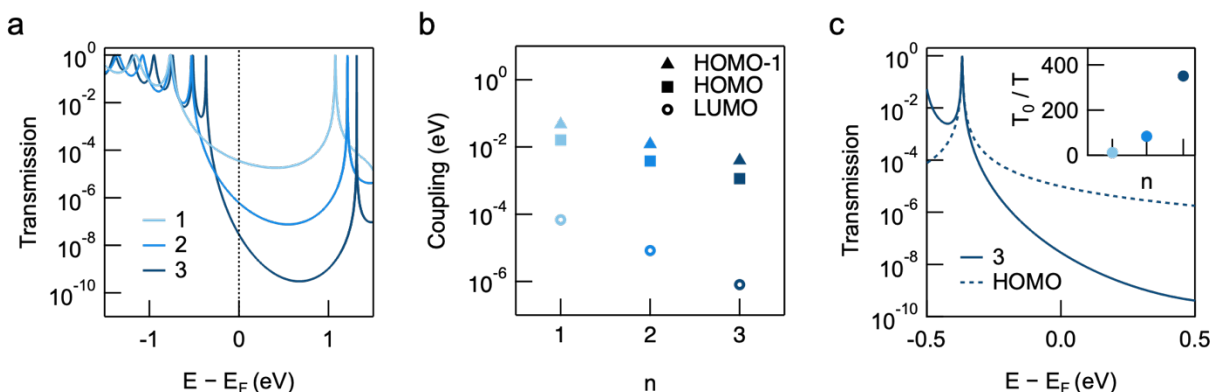 a
Transmission
10^0
10^-2
10^-4
10^-6
10^-8
10^-10
1
2
3
-1
0
1
E − E_F (eV)
b
Coupling (eV)
10^0
10^-2
10^-4
10^-6
HOMO-1
HOMO
LUMO
1
2
3
n
c
Transmission
10^0
10^-2
10^-4
10^-6
10^-8
10^-10
T_0 / T
400
200
0
n
3
HOMO
-0.5
0.0
0.5
E − E_F (eV)